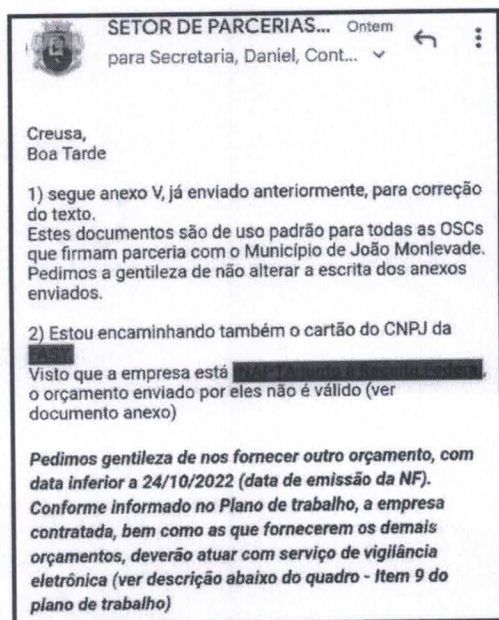 SETOR DE PARCERIAS... Ontem
para Secretaria, Daniel, Cont...
Creusa,
Boa Tarde
1) segue anexo V, já enviado anteriormente, para correção
do texto.
Estes documentos são de uso padrão para todas as OSCs
que firmam parceria com o Município de João Monlevade.
Pedimos a gentileza de não alterar a escrita dos anexos
enviados.
2) Estou encaminhando também o cartão do CNPJ da
EASY
Visto que a empresa está INAPTA junto a Receita Federal,
o orçamento enviado por eles não é válido (ver
documento anexo)
Pedimos gentileza de nos fornecer outro orçamento, com
data inferior a 24/10/2022 (data de emissão da NF).
Conforme informado no Plano de trabalho, a empresa
contratada, bem como as que fornecerem os demais
orçamentos, deverão atuar com serviço de vigilância
eletrônica (ver descrição abaixo do quadro - Item 9 do
plano de trabalho)